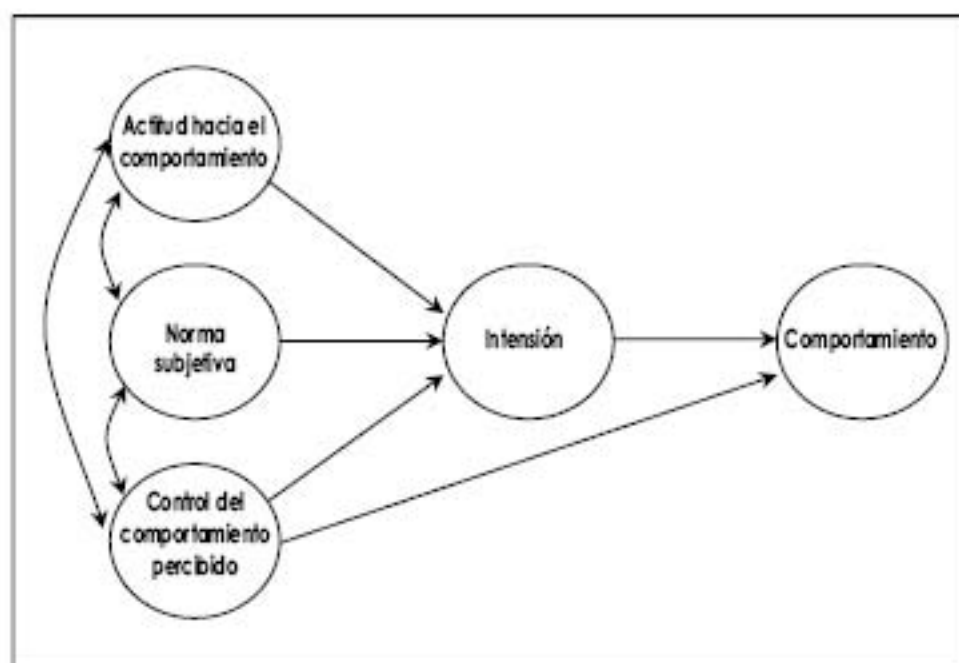 Actitud hacia el
comportamiento
Norma
subjetiva
Intensión
Comportamiento
Control del
comportamiento
percibido